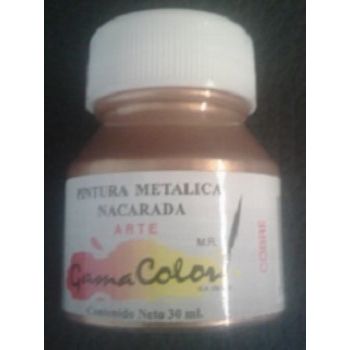 PINTURA METALICA
NACARADA
ARTE
M.R.
GamaColor
Contenido Neto 30 ml.
COBRE